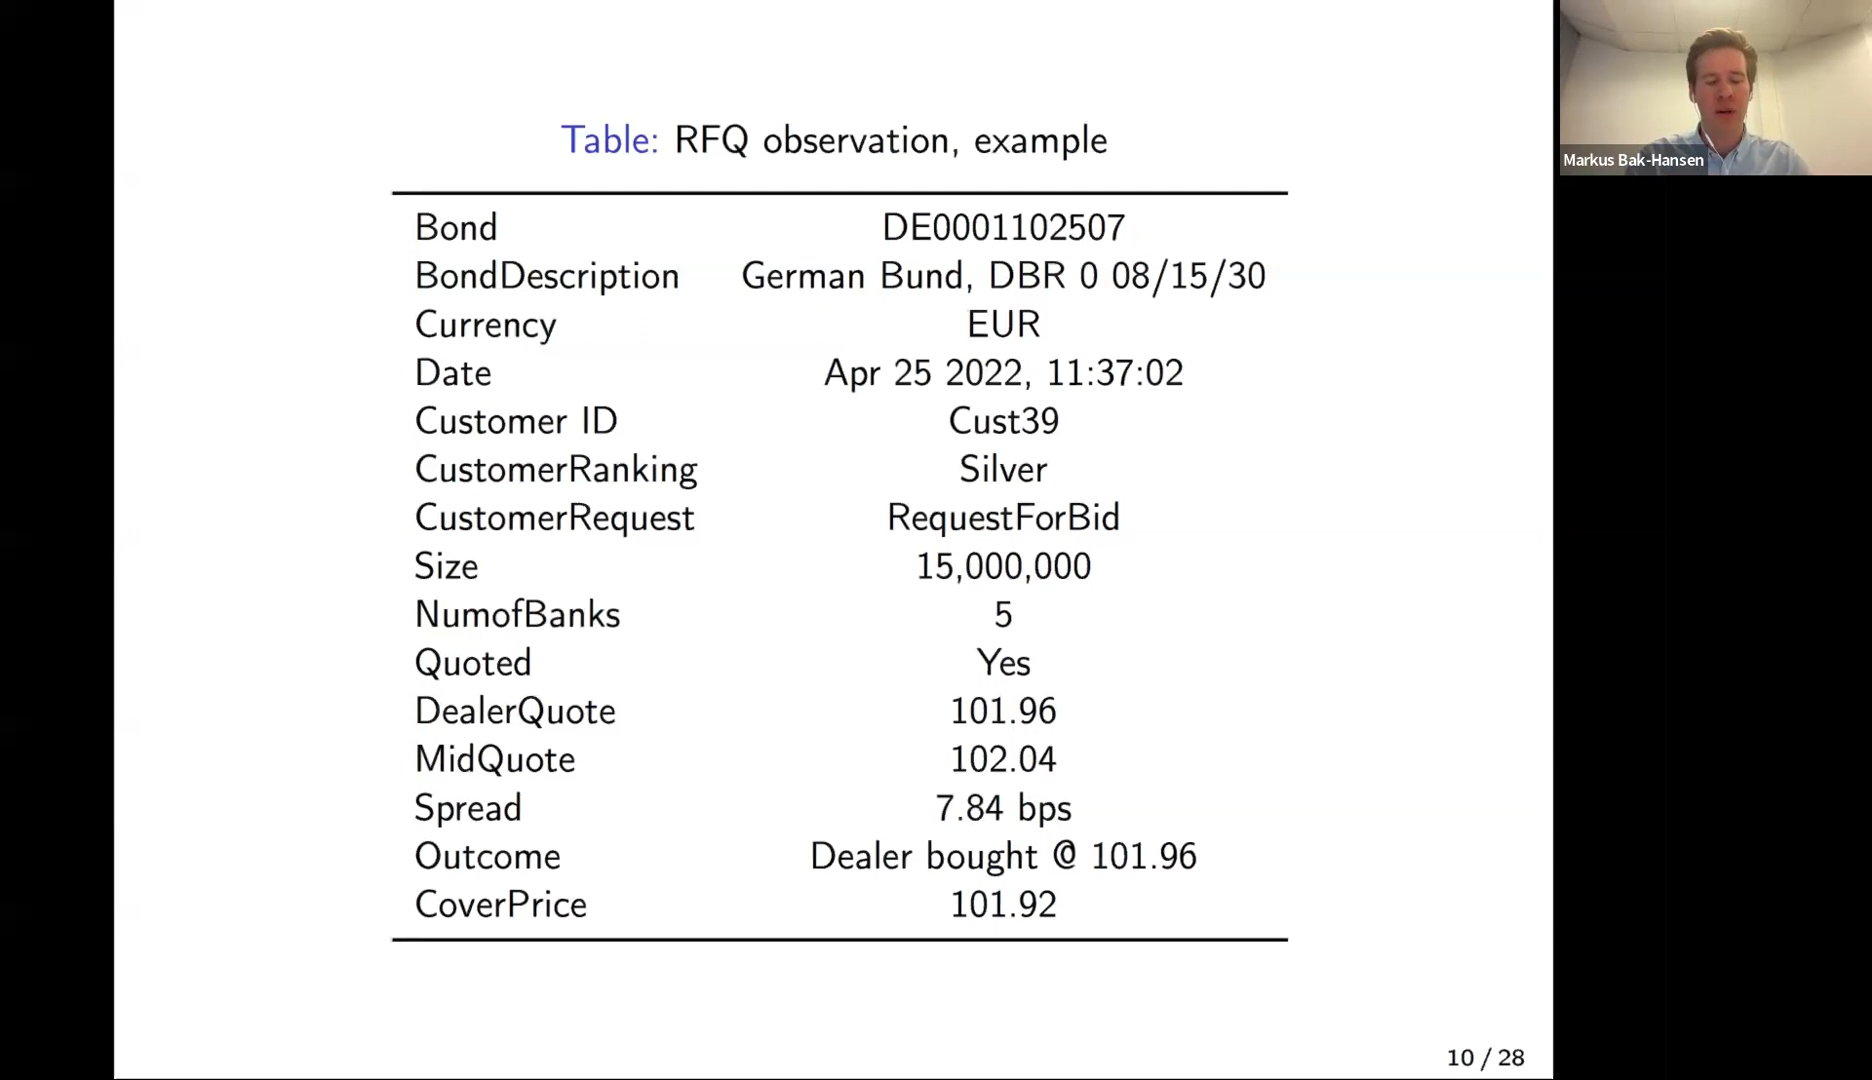 Table: RFQ observation, example
Bond DE0001102507
BondDescription German Bund, DBR 0 08/15/30
Currency EUR
Date Apr 25 2022, 11:37:02
Customer ID Cust39
CustomerRanking Silver
CustomerRequest RequestForBid
Size 15,000,000
NumofBanks 5
Quoted Yes
DealerQuote 101.96
MidQuote 102.04
Spread 7.84 bps
Outcome Dealer bought @ 101.96
CoverPrice 101.92
10 / 28
Markus Bak-Hansen